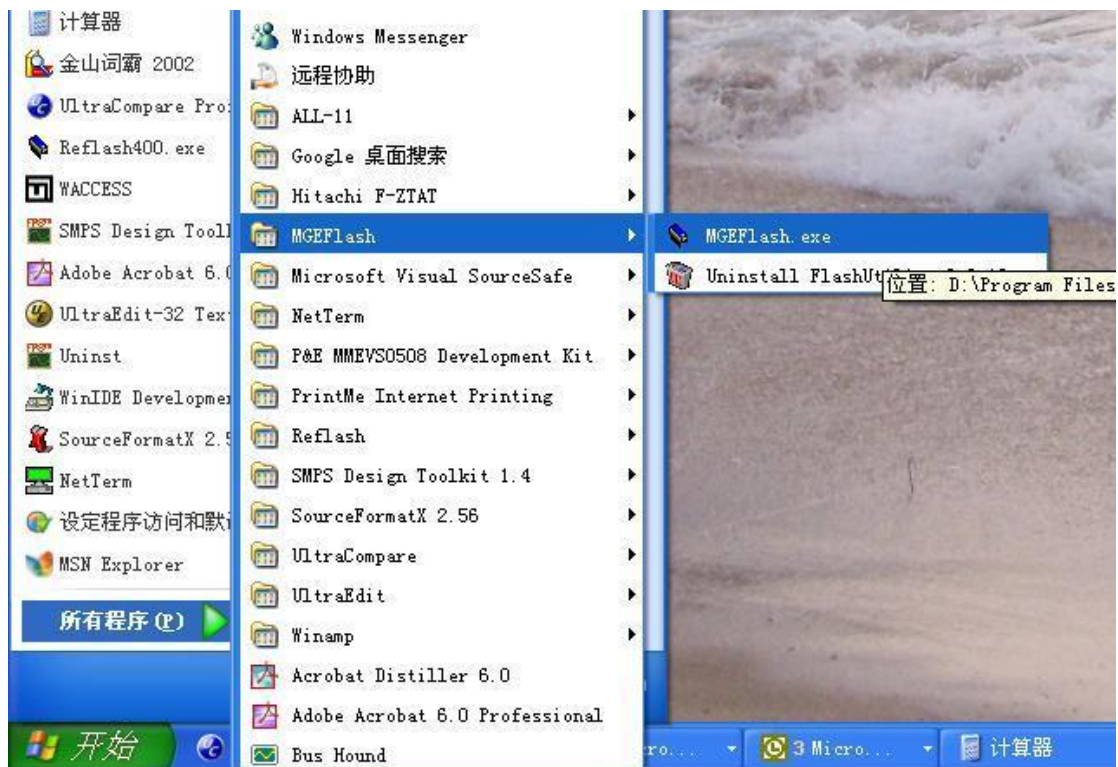 计算器
金山词霸 2002
UltraCompare Pro
Reflash400.exe
WACCESS
SMPS Design Tool
Adobe Acrobat 6.0
UltraEdit-32 Tex
Uninst
WinIDE Developme
SourceFormatX 2.5
NetTerm
设定程序访问和默
MSN Explorer
所有程序(P)
Windows Messenger
远程协助
ALL-11
Google 桌面搜索
Hitachi F-ZTAT
MGEFlash
Microsoft Visual SourceSafe
NetTerm
P&E MMEVS0508 Development Kit
PrintMe Internet Printing
Reflash
SMPS Design Toolkit 1.4
SourceFormatX 2.56
UltraCompare
UltraEdit
Winamp
Acrobat Distiller 6.0
Adobe Acrobat 6.0 Professional
Bus Hound
MGEFlash.exe
Uninstall FlashUt
位置: D:\Program Files
开始
ro...
3 Micro...
计算器